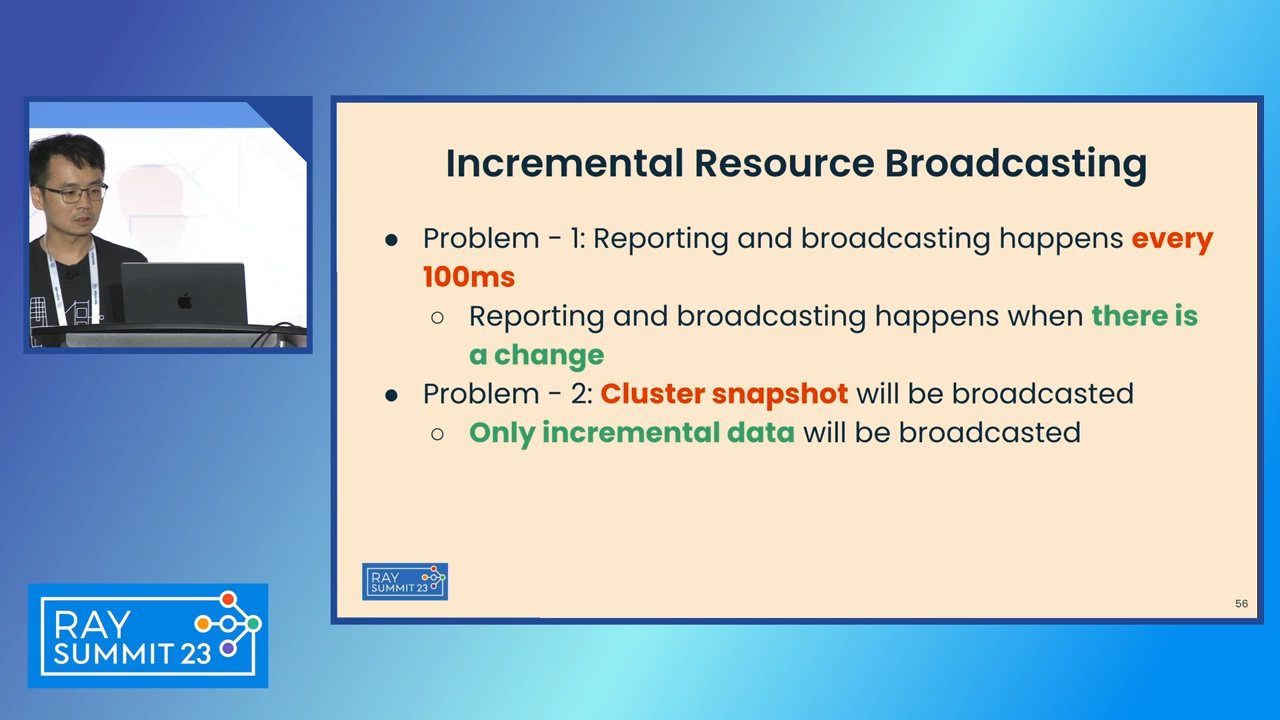 Incremental Resource Broadcasting
● Problem - 1: Reporting and broadcasting happens every
100ms
○ Reporting and broadcasting happens when there is
a change
● Problem - 2: Cluster snapshot will be broadcasted
○ Only incremental data will be broadcasted
RAY
SUMMIT 23
56
RAY
SUMMIT 23